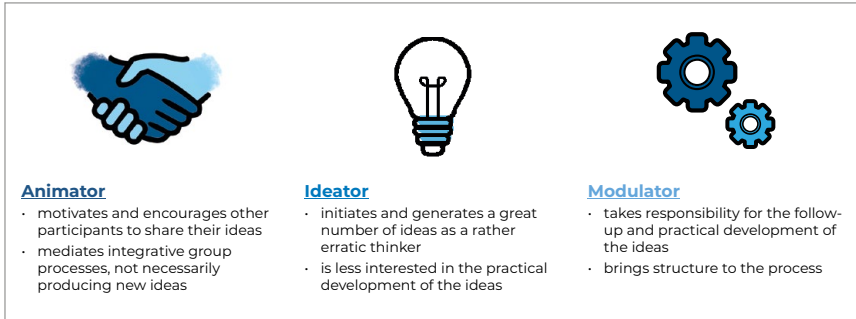 Animator
• motivates and encourages other
participants to share their ideas
• mediates integrative group
processes, not necessarily
producing new ideas
Ideator
• initiates and generates a great
number of ideas as a rather
erratic thinker
• is less interested in the practical
development of the ideas
Modulator
• takes responsibility for the follow-
up and practical development of
the ideas
• brings structure to the process